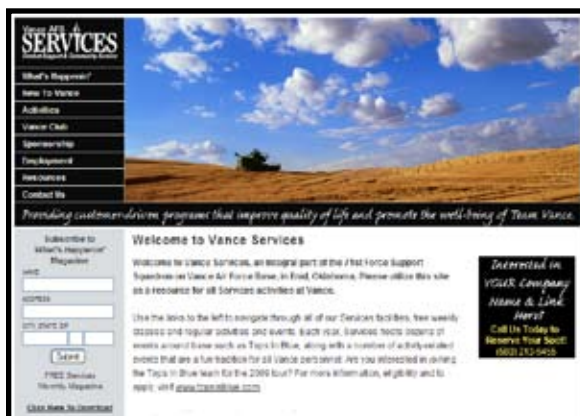 Vance AFB
SERVICES
Combat Support & Community Service
What's Happenin'
New To Vance
Activities
Vance Club
Sponsorship
Employment
Resources
Contact Us
Providing customer-driven programs that improve quality of life and promote the well-being of Team Vance.
Subscribe to
What's Happenin'
Magazine
NAME
ADDRESS
CITY, STATE ZIP
Send
FREE Services
Monthly Magazine
Click Here To Download
Welcome to Vance Services
Welcome to Vance Services, an integral part of the 71st Force Support
Squadron on Vance Air Force Base, in Enid, Oklahoma. Please utilize this site
as a resource for all Services activities at Vance.
Use the links to the left to navigate through all of our Services facilities, free weekly
classes and regular activities and events. Each year, Services hosts dozens of
events around base such as Tops In Blue, along with a number of activity-related
events that are a fun tradition for all Vance personnel. Are you interested in joining
the Tops In Blue team for the 2009 tour? For more information, eligibility and to
apply, visit www.topsinblue.com
Interested in
YOUR Company
Name & Link
Here?
Call Us Today to
Reserve Your Spot!